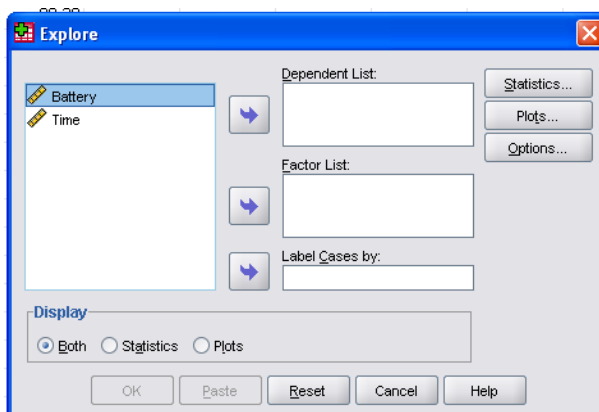 Explore
Battery
Time
Dependent List:
Factor List:
Label Cases by:
Statistics...
Plots...
Options...
Display
Both
Statistics
Plots
OK
Paste
Reset
Cancel
Help